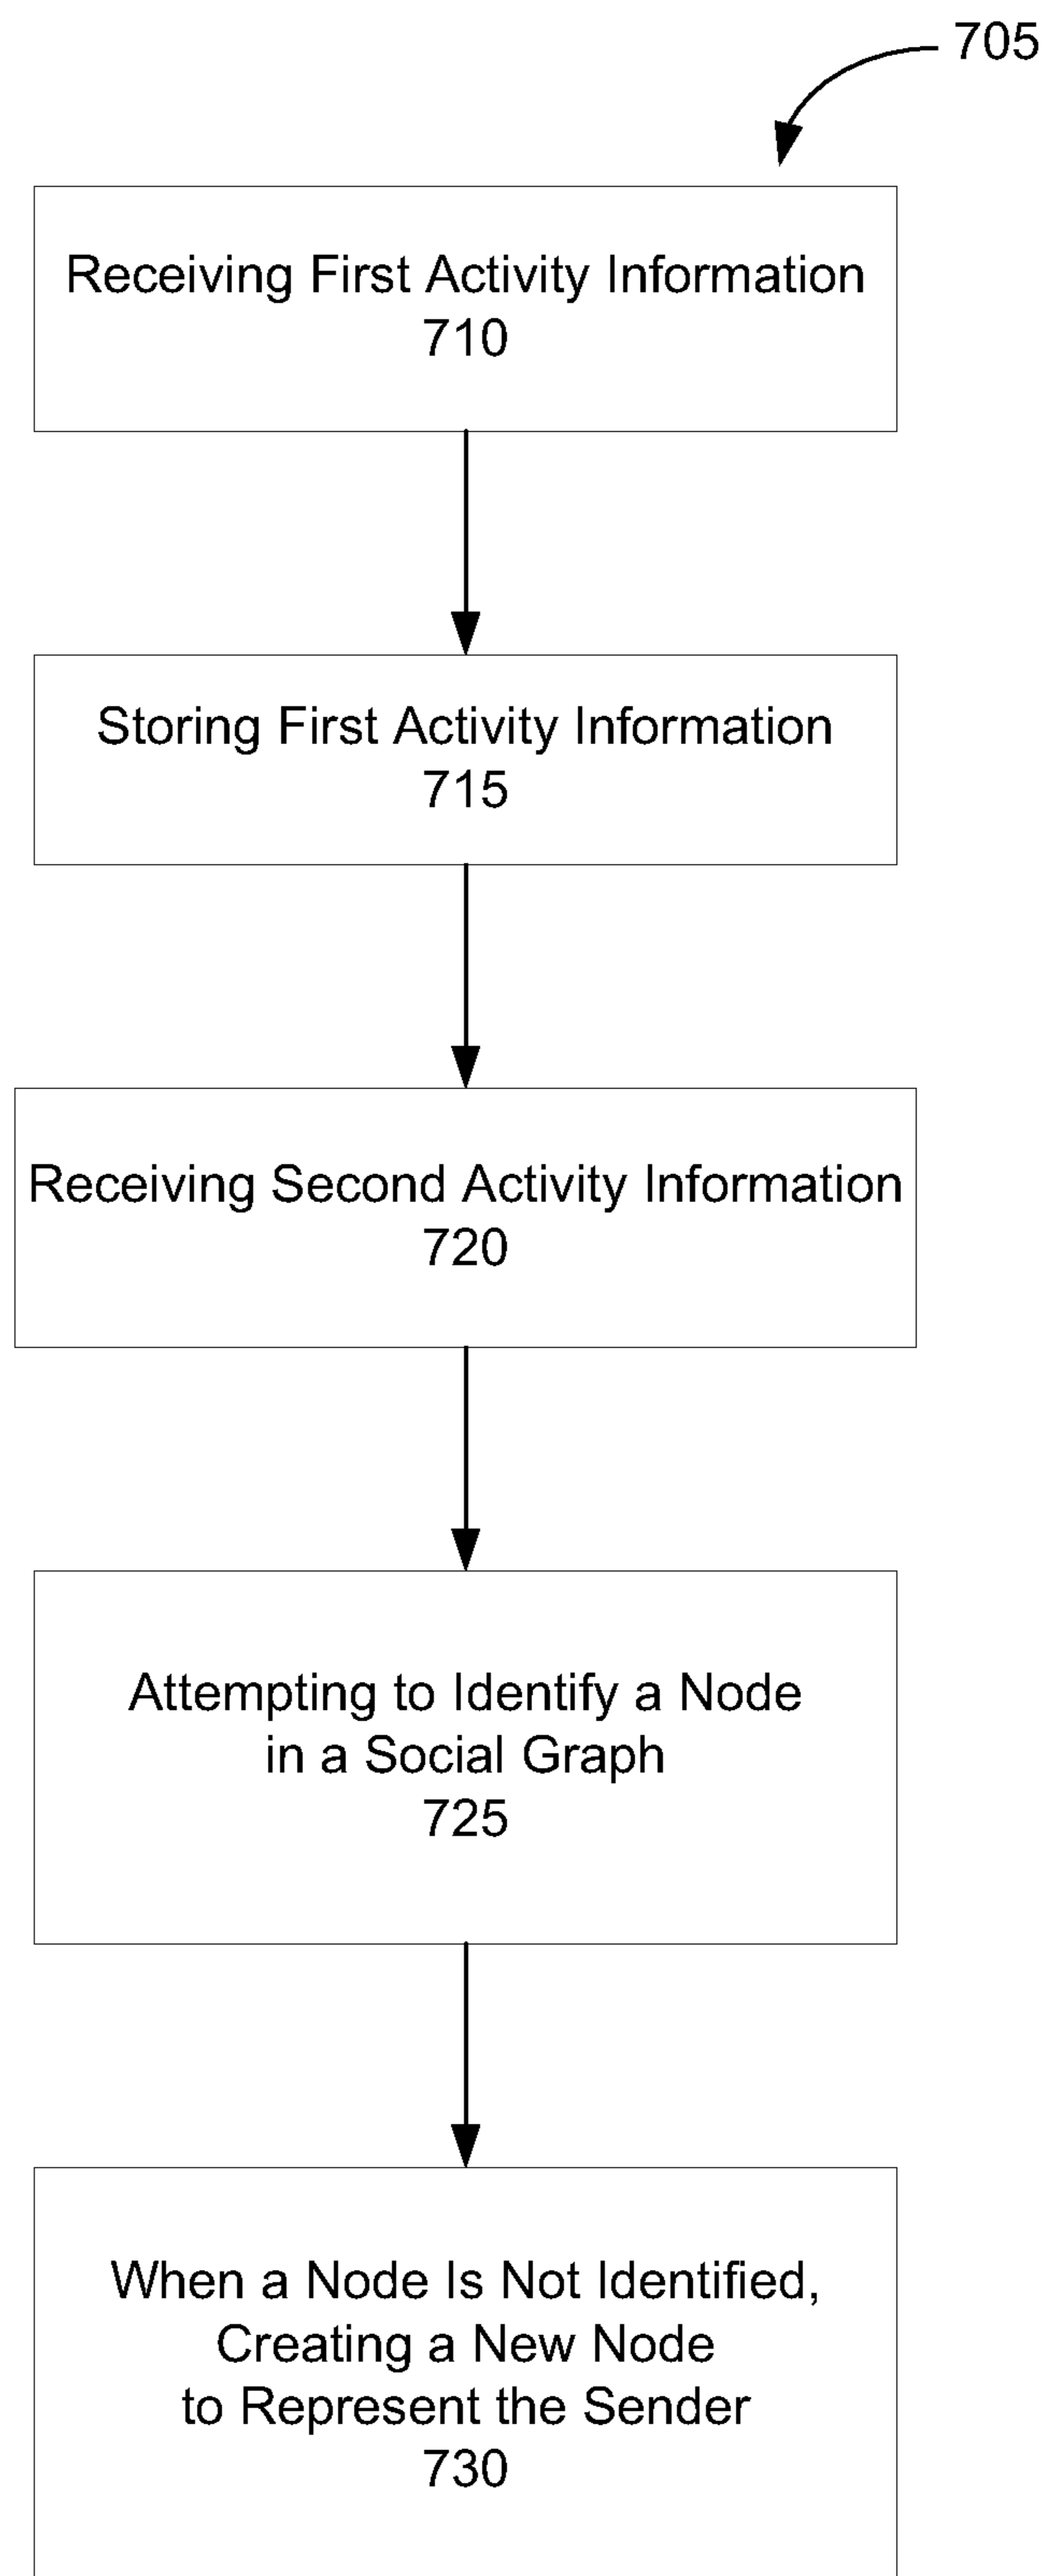 705
Receiving First Activity Information
710
Storing First Activity Information
715
Receiving Second Activity Information
720
Attempting to Identify a Node
in a Social Graph
725
When a Node Is Not Identified,
Creating a New Node
to Represent the Sender
730